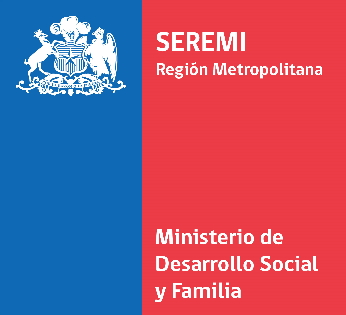 SEREMI
Región Metropolitana
Ministerio de
Desarrollo Social
y Familia